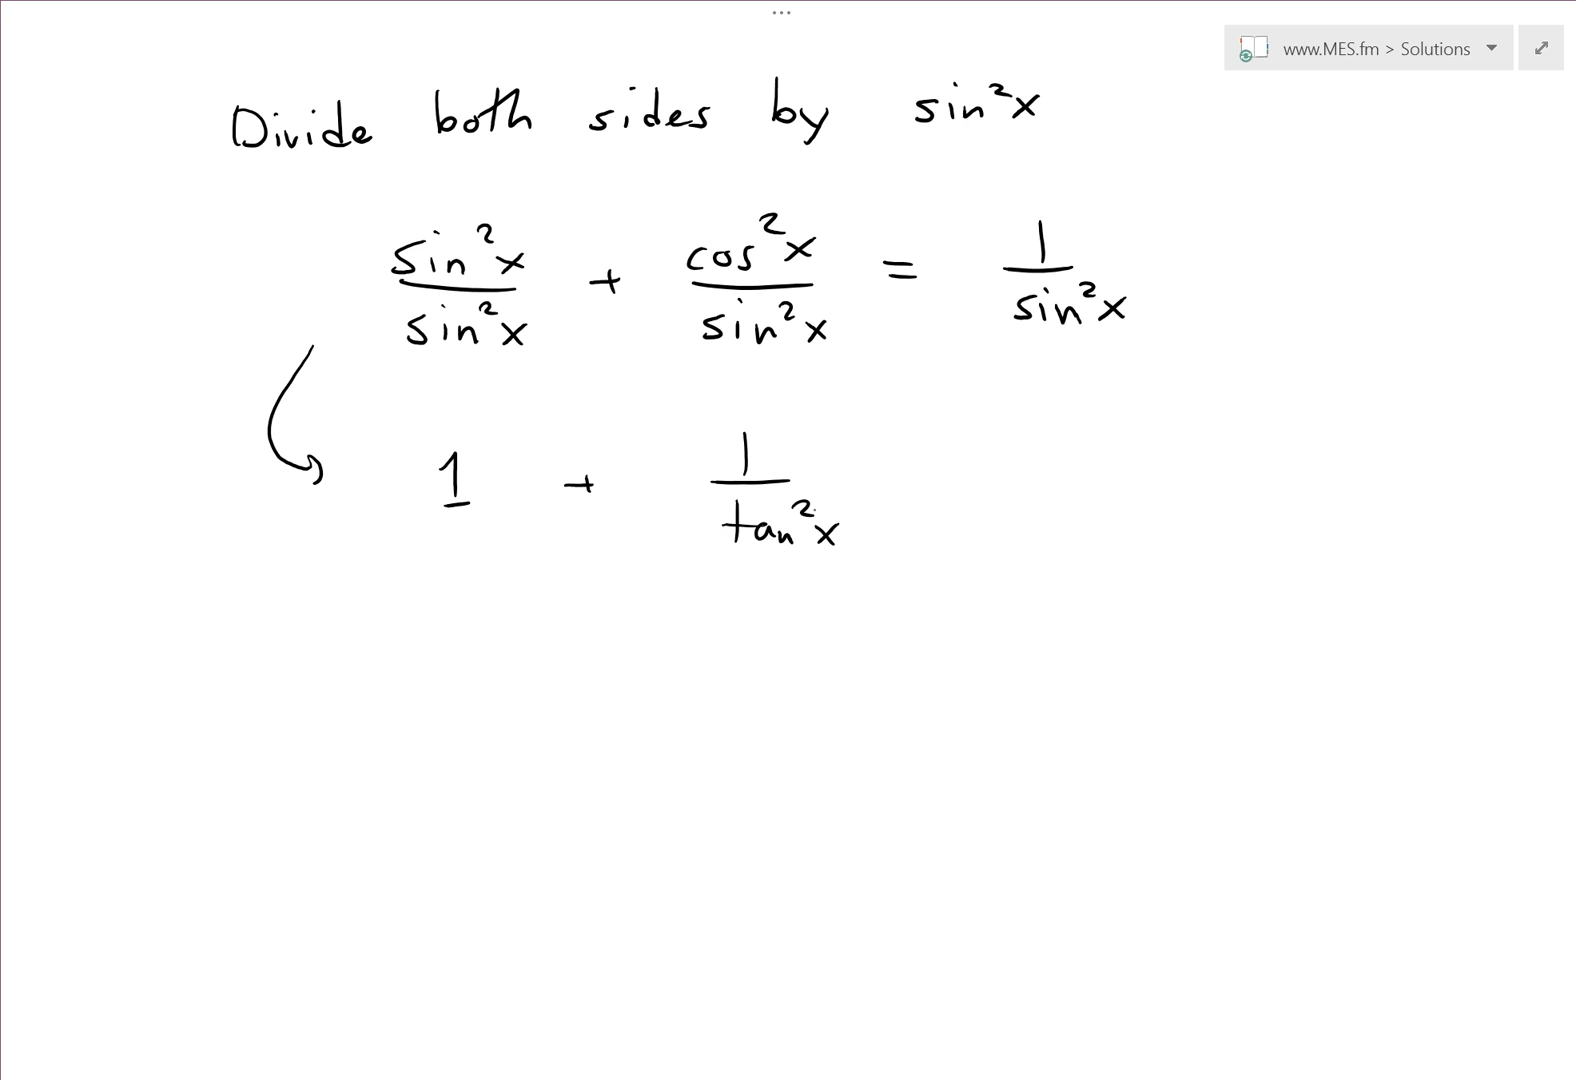 www.MES.fm > Solutions
Divide both sides by sin²x
sin²x/sin²x + cos²x/sin²x = 1/sin²x
1 + 1/tan²x